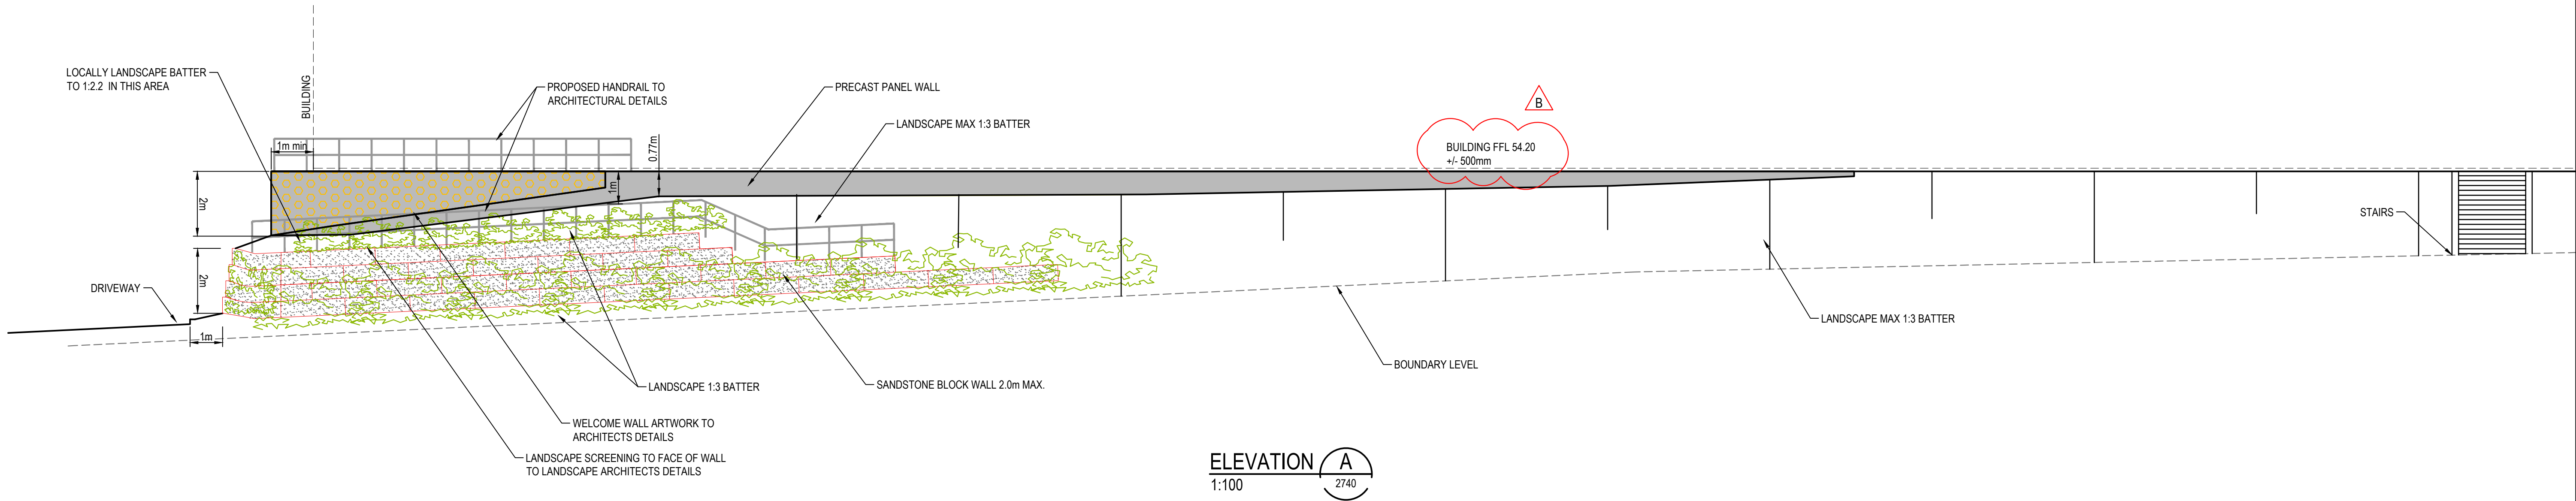 LOCALLY LANDSCAPE BATTER
TO 1:2.2 IN THIS AREA
BUILDING
PROPOSED HANDRAIL TO
ARCHITECTURAL DETAILS
PRECAST PANEL WALL
LANDSCAPE MAX 1:3 BATTER
B
BUILDING FFL 54.20
+/- 500mm
1m min
0.77m
1m
2m
2m
1m
DRIVEWAY
STAIRS
LANDSCAPE MAX 1:3 BATTER
BOUNDARY LEVEL
LANDSCAPE 1:3 BATTER
SANDSTONE BLOCK WALL 2.0m MAX.
WELCOME WALL ARTWORK TO
ARCHITECTS DETAILS
LANDSCAPE SCREENING TO FACE OF WALL
TO LANDSCAPE ARCHITECTS DETAILS
ELEVATION A
1:100 2740